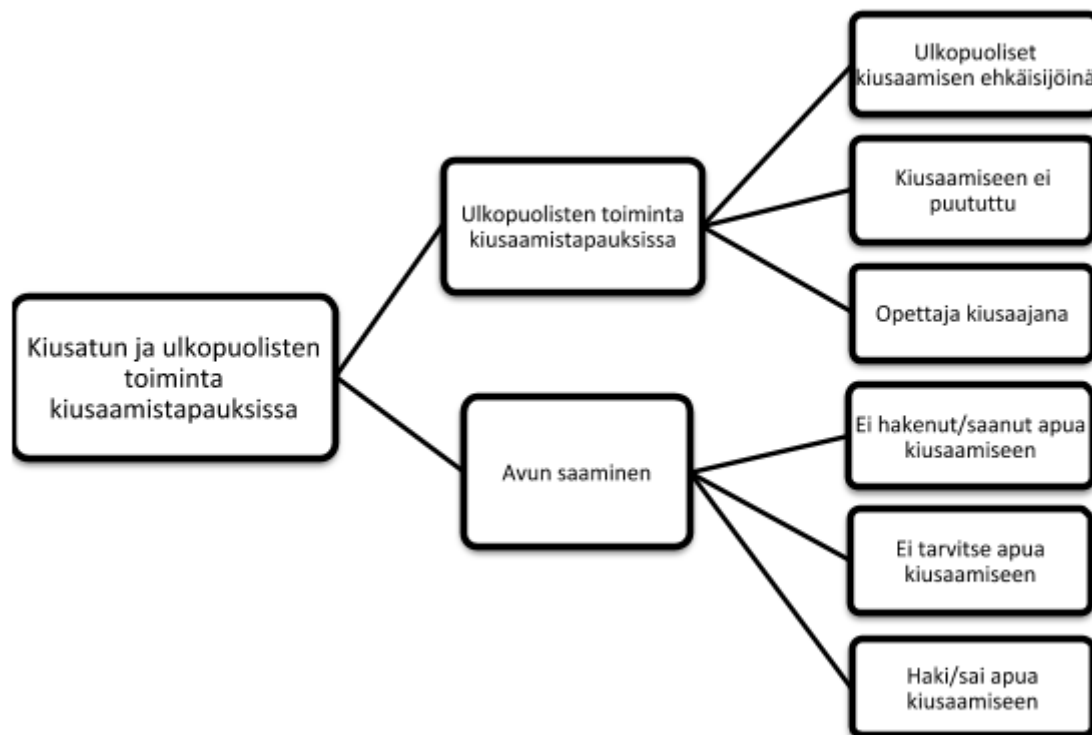 Kiusatun ja ulkopuolisten
toiminta
kiusaamistapauksissa
Ulkopuolisten toiminta
kiusaamistapauksissa
Avun saaminen
Ulkopuoliset
kiusaamisen ehkäisijöinä
Kiusaamiseen ei
puututtu
Opettaja kiusaajana
Ei hakenut/saanut apua
kiusaamiseen
Ei tarvitse apua
kiusaamiseen
Haki/sai apua
kiusaamiseen